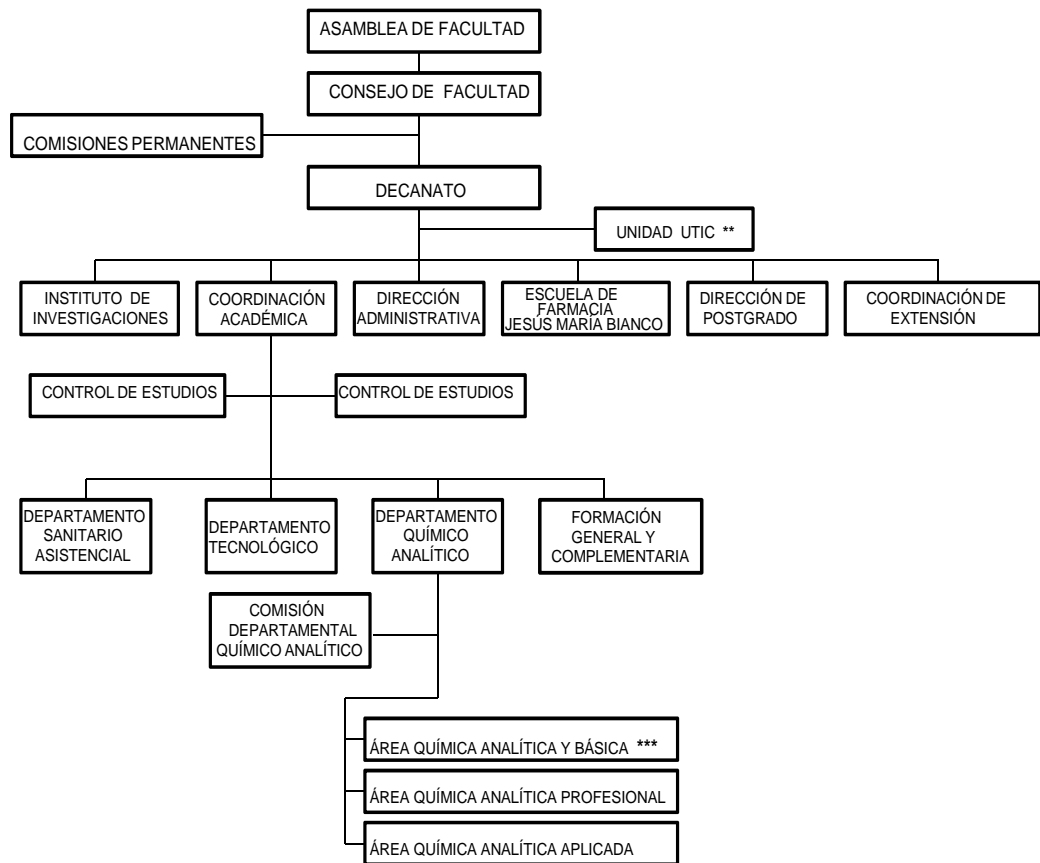 ASAMBLEA DE FACULTAD
CONSEJO DE FACULTAD
COMISIONES PERMANENTES
DECANATO
UNIDAD UTIC **
INSTITUTO DE
INVESTIGACIONES
COORDINACIÓN
ACADÉMICA
DIRECCIÓN
ADMINISTRATIVA
ESCUELA DE
FARMACIA
JESÚS MARÍA BIANCO
DIRECCIÓN DE
POSTGRADO
COORDINACIÓN DE
EXTENSIÓN
CONTROL DE ESTUDIOS
CONTROL DE ESTUDIOS
DEPARTAMENTO
SANITARIO
ASISTENCIAL
DEPARTAMENTO
TECNOLÓGICO
DEPARTAMENTO
QUÍMICO
ANALÍTICO
FORMACIÓN
GENERAL Y
COMPLEMENTARIA
COMISIÓN
DEPARTAMENTAL
QUÍMICO ANALÍTICO
ÁREA QUÍMICA ANALÍTICA Y BÁSICA ***
ÁREA QUÍMICA ANALÍTICA PROFESIONAL
ÁREA QUÍMICA ANALÍTICA APLICADA